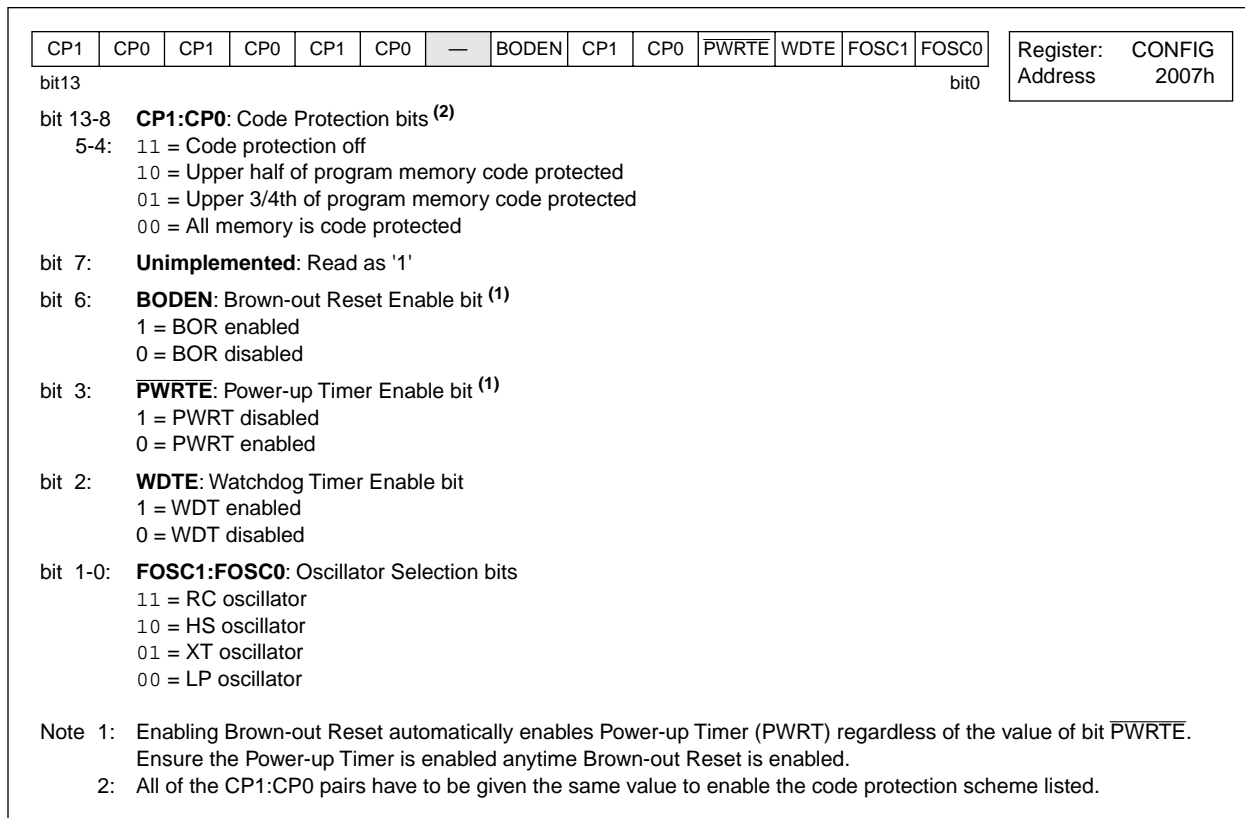 CP1 CP0 CP1 CP0 CP1 CP0 — BODEN CP1 CP0 PWRTE WDTE FOSC1 FOSC0
bit13 bit0
Register: CONFIG
Address 2007h
bit 13-8 CP1:CP0: Code Protection bits (2)
5-4: 11 = Code protection off
10 = Upper half of program memory code protected
01 = Upper 3/4th of program memory code protected
00 = All memory is code protected
bit 7: Unimplemented: Read as '1'
bit 6: BODEN: Brown-out Reset Enable bit (1)
1 = BOR enabled
0 = BOR disabled
bit 3: PWRTE: Power-up Timer Enable bit (1)
1 = PWRT disabled
0 = PWRT enabled
bit 2: WDTE: Watchdog Timer Enable bit
1 = WDT enabled
0 = WDT disabled
bit 1-0: FOSC1:FOSC0: Oscillator Selection bits
11 = RC oscillator
10 = HS oscillator
01 = XT oscillator
00 = LP oscillator
Note 1: Enabling Brown-out Reset automatically enables Power-up Timer (PWRT) regardless of the value of bit PWRTE.
Ensure the Power-up Timer is enabled anytime Brown-out Reset is enabled.
2: All of the CP1:CP0 pairs have to be given the same value to enable the code protection scheme listed.